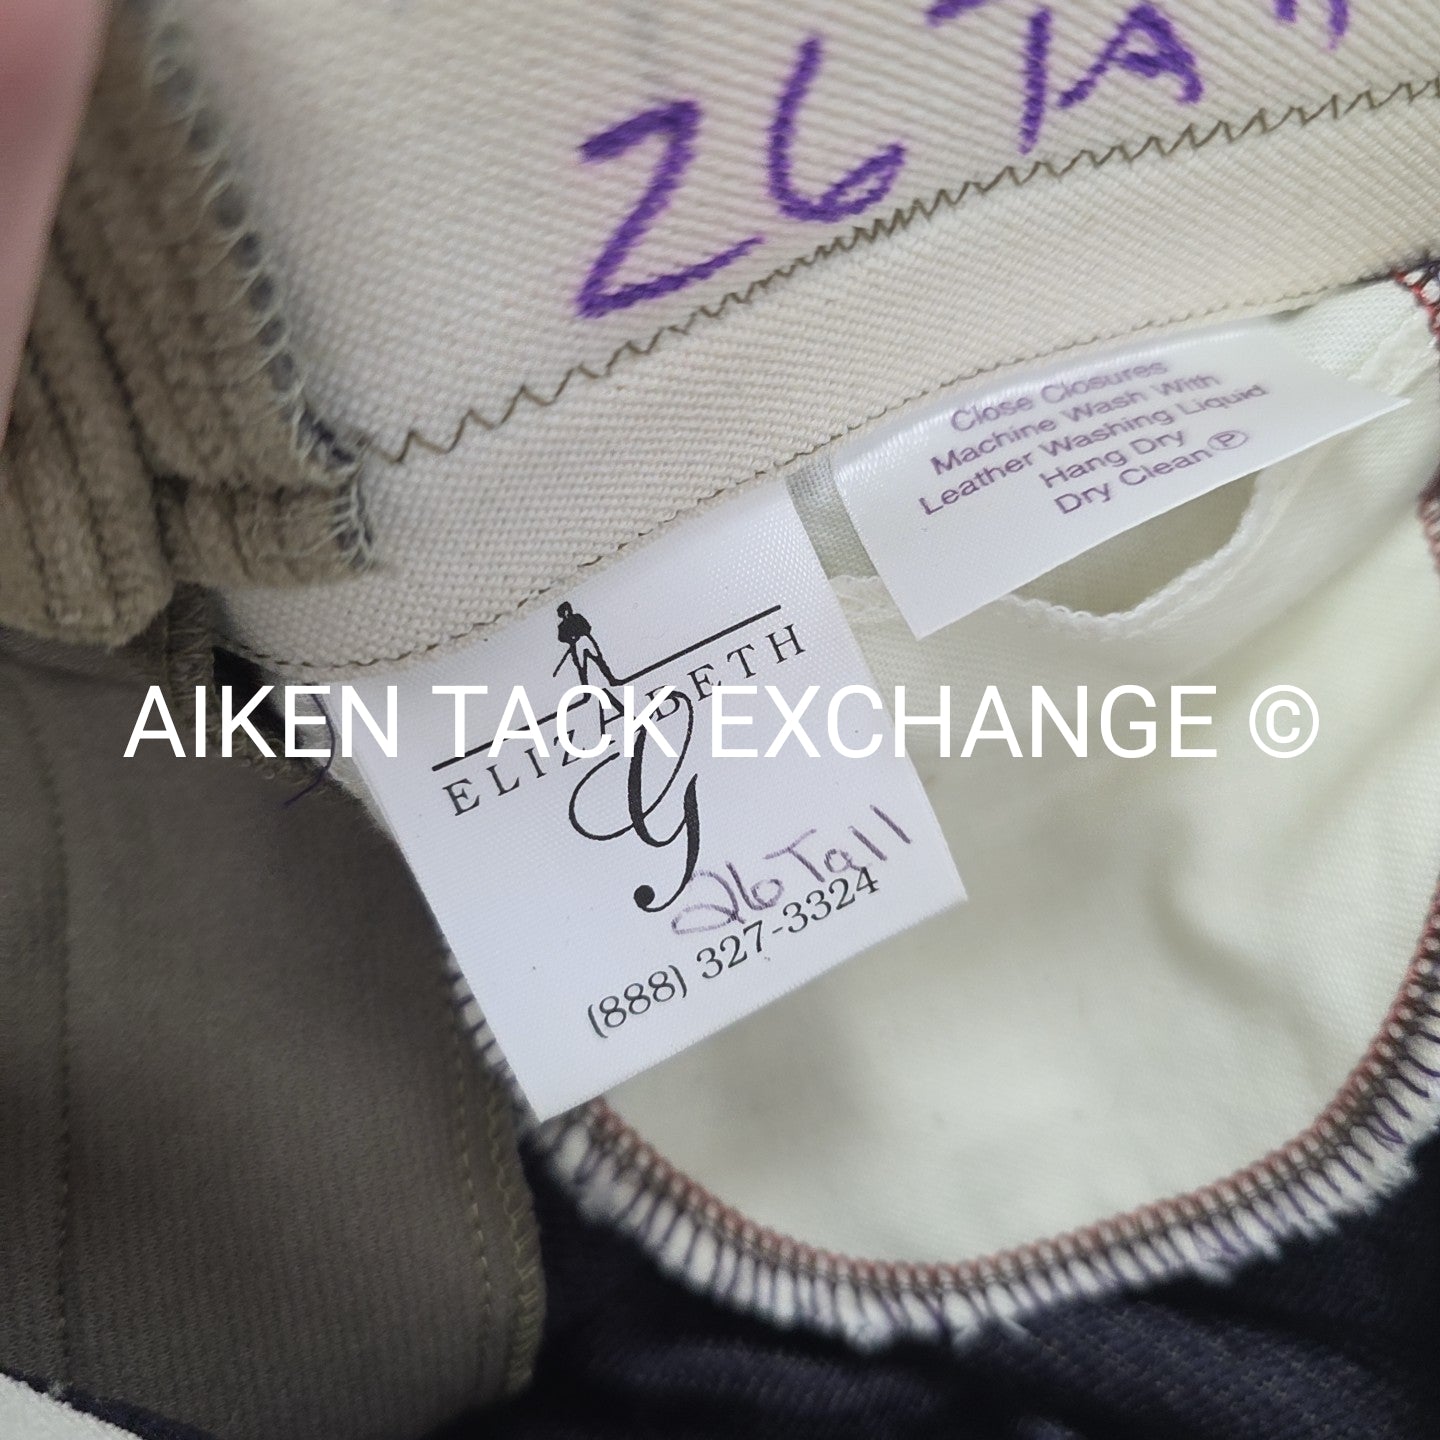 26 TALL
Close Closures
Machine Wash With
Leather Washing Liquid
Hang Dry
Dry Clean Ⓟ
ELIZABETH
G
AIKEN TACK EXCHANGE ©
26 Tall
(888) 327-3324